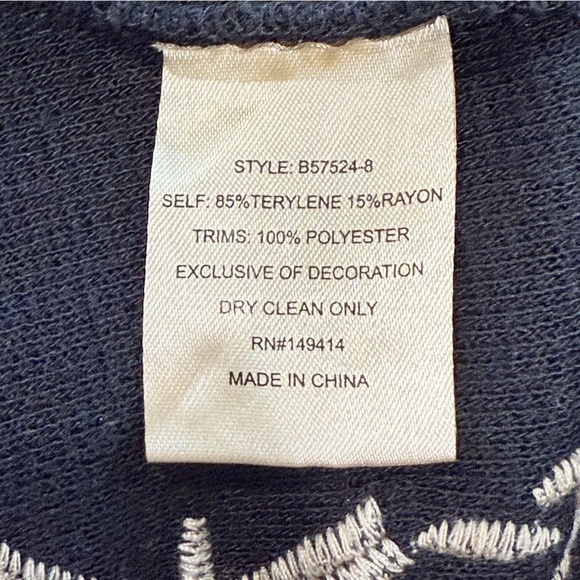 STYLE: B57524-8
SELF: 85%TERYLENE 15%RAYON
TRIMS: 100% POLYESTER
EXCLUSIVE OF DECORATION
DRY CLEAN ONLY
RN#149414
MADE IN CHINA